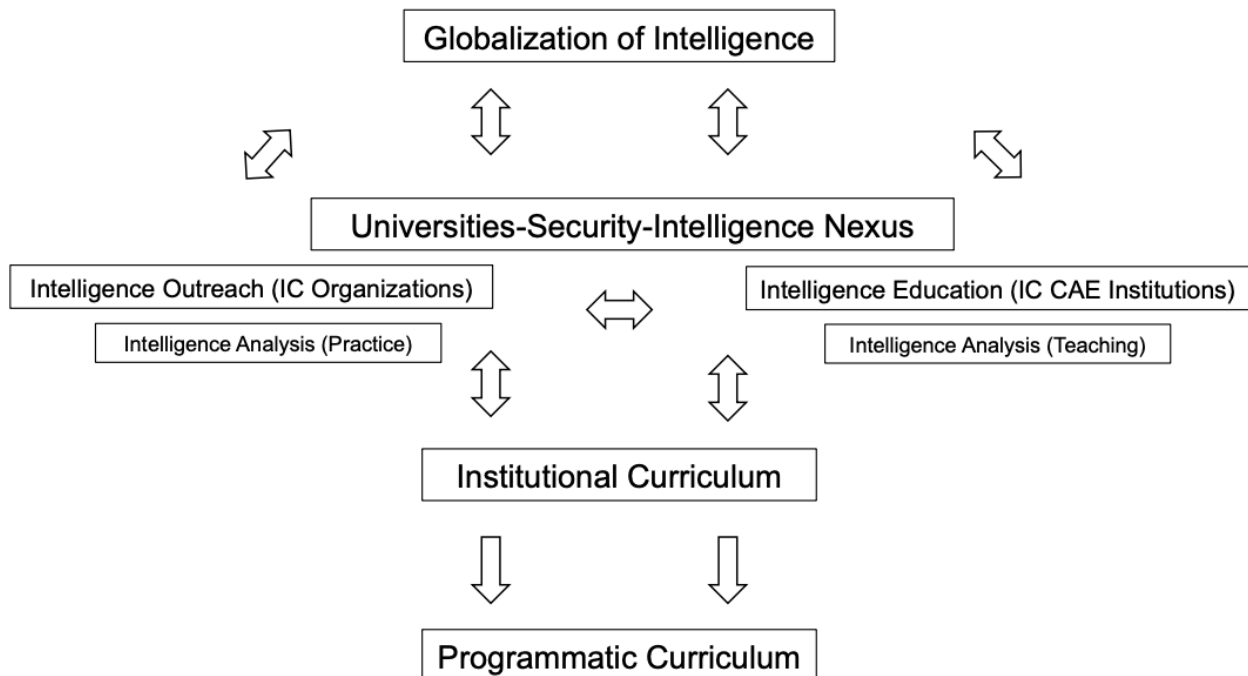 Globalization of Intelligence
Universities-Security-Intelligence Nexus
Intelligence Outreach (IC Organizations)
Intelligence Education (IC CAE Institutions)
Intelligence Analysis (Practice)
Intelligence Analysis (Teaching)
Institutional Curriculum
Programmatic Curriculum